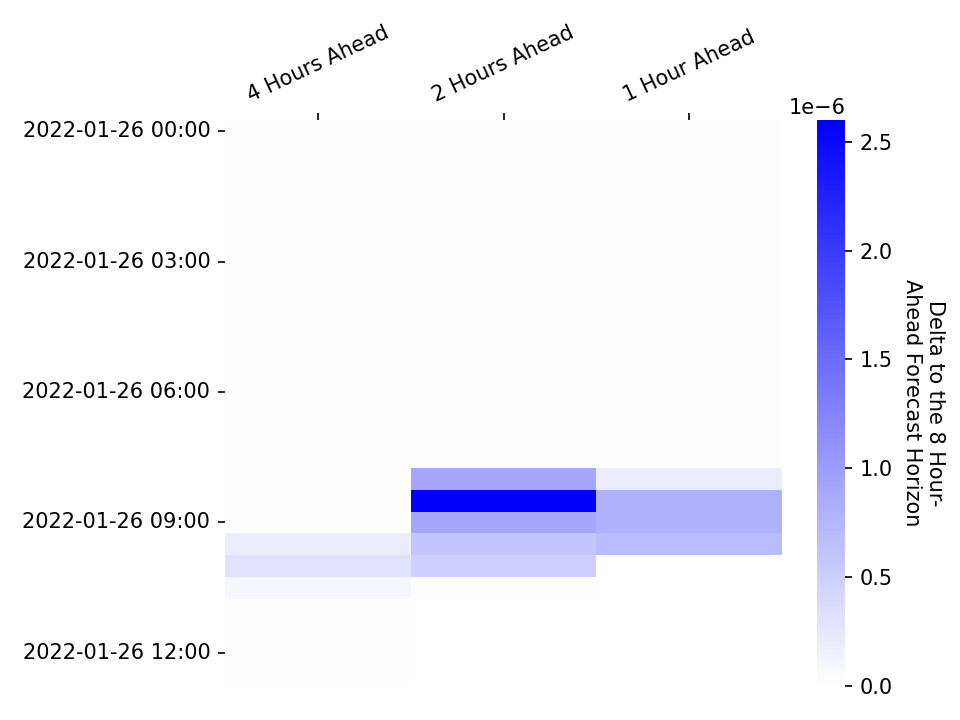 4 Hours Ahead
2 Hours Ahead
1 Hour Ahead
1e−6
2022-01-26 00:00
2022-01-26 03:00
2022-01-26 06:00
2022-01-26 09:00
2022-01-26 12:00
2.5
2.0
1.5
1.0
0.5
0.0
Delta to the 8 Hour-
Ahead Forecast Horizon